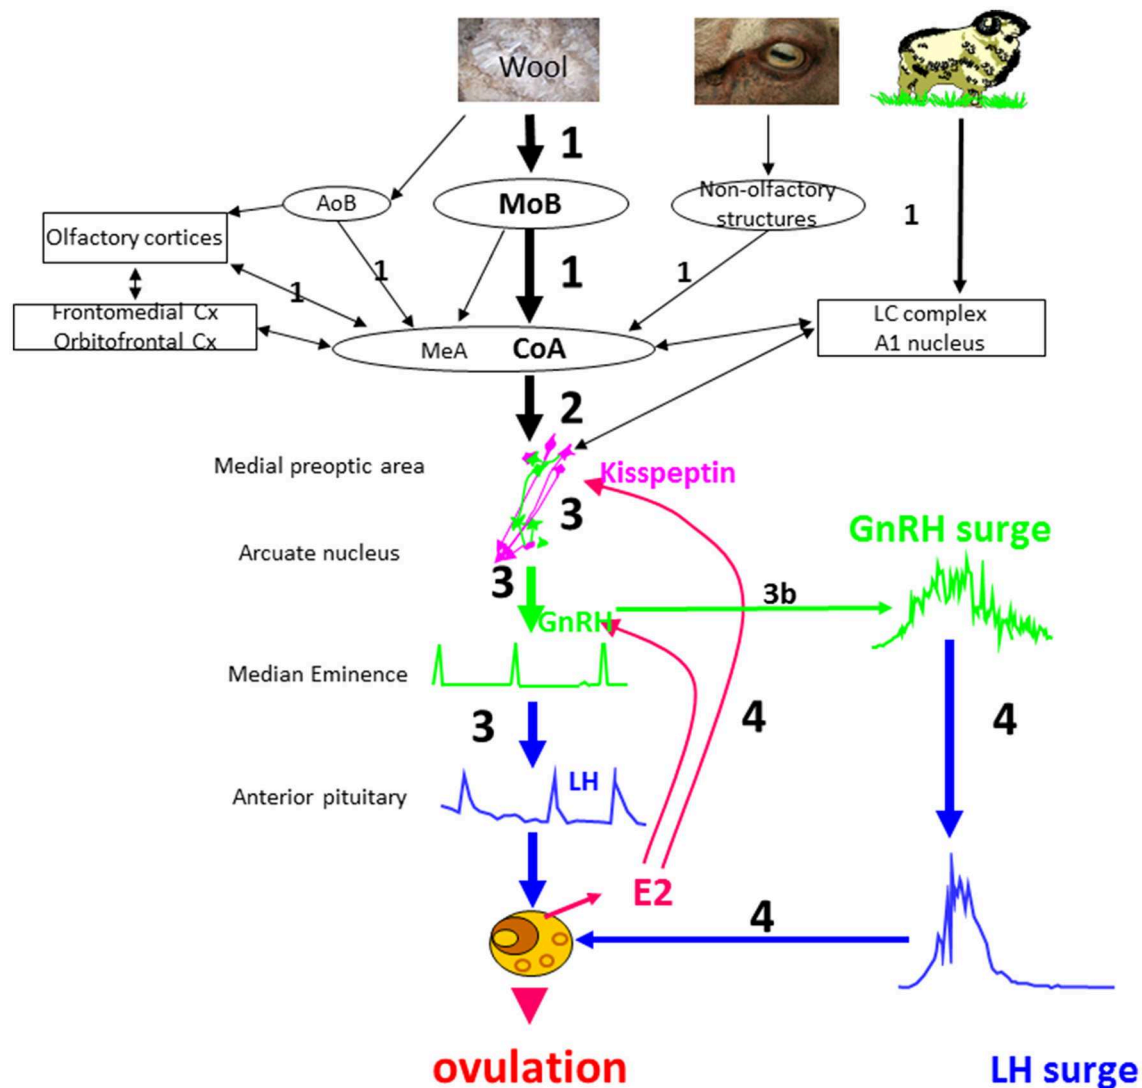 Wool
1
AoB
MoB
Non-olfactory
structures
1
Olfactory cortices
1
1
1
1
Frontomedial Cx
Orbitofrontal Cx
MeA
CoA
LC complex
A1 nucleus
2
Medial preoptic area
Kisspeptin
3
GnRH surge
Arcuate nucleus
3
3b
GnRH
Median Eminence
3
4
4
LH
Anterior pituitary
E2
4
ovulation
LH surge